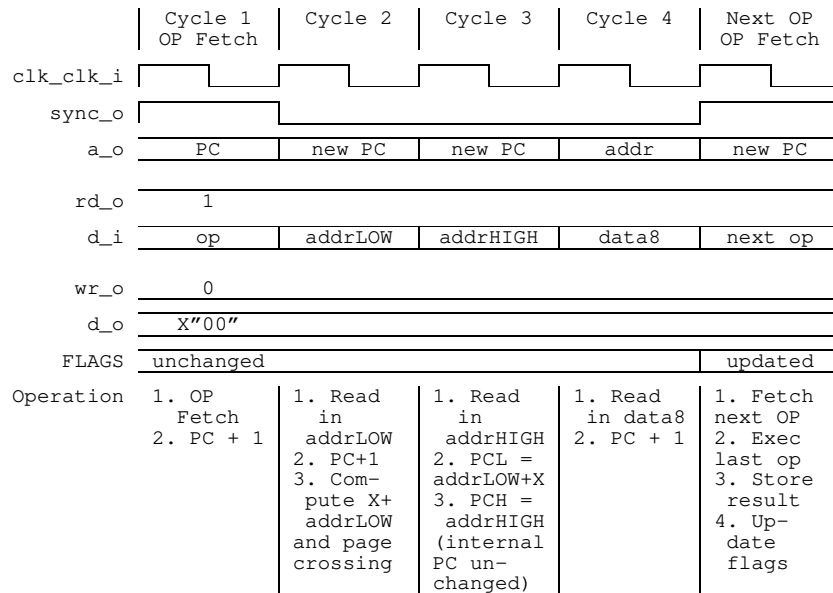 Cycle 1 Cycle 2 Cycle 3 Cycle 4 Next OP
OP Fetch OP Fetch
clk_clk_i
sync_o
a_o PC new PC new PC addr new PC
rd_o 1
d_i op addrLOW addrHIGH data8 next op
wr_o 0
d_o X"00"
FLAGS unchanged updated
Operation 1. OP 1. Read 1. Read 1. Read 1. Fetch
Fetch in in in data8 next OP
2. PC + 1 addrLOW addrHIGH 2. PC + 1 2. Exec
2. PC+1 2. PCL = last op
3. Com- addrLOW+X 3. Store
pute X+ 3. PCH = result
addrLOW addrHIGH 4. Up-
and page (internal date
crossing PC un- flags
changed)